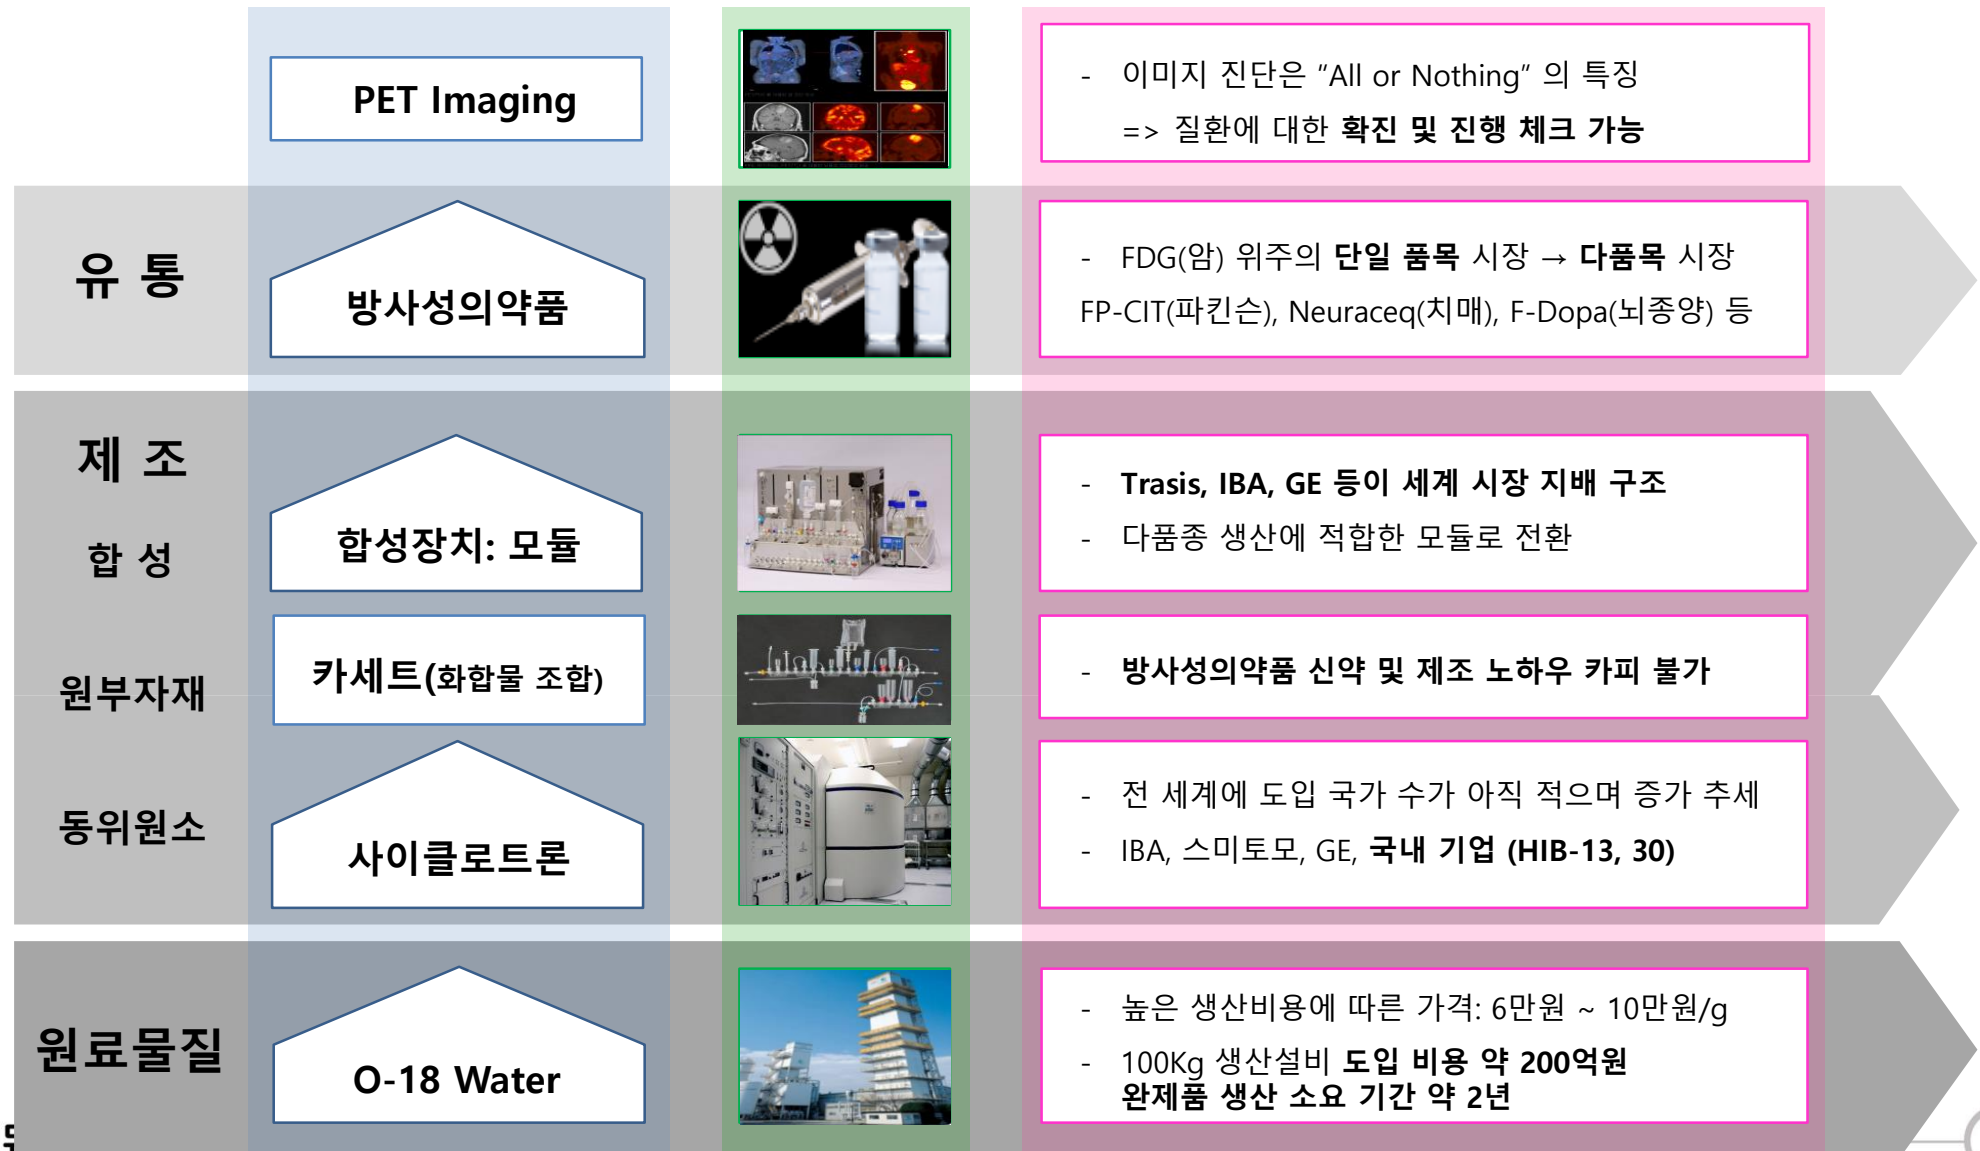 PET Imaging
- 이미지 진단은 “All or Nothing” 의 특징
=> 질환에 대한 확진 및 진행 체크 가능
유 통
방사성의약품
- FDG(암) 위주의 단일 품목 시장 → 다품목 시장
FP-CIT(파킨슨), Neuraceq(치매), F-Dopa(뇌종양) 등
제 조
합 성
합성장치: 모듈
- Trasis, IBA, GE 등이 세계 시장 지배 구조
- 다품종 생산에 적합한 모듈로 전환
원부자재
카세트(화합물 조합)
- 방사성의약품 신약 및 제조 노하우 카피 불가
동위원소
사이클로트론
- 전 세계에 도입 국가 수가 아직 적으며 증가 추세
- IBA, 스미토모, GE, 국내 기업 (HIB-13, 30)
원료물질
O-18 Water
- 높은 생산비용에 따른 가격: 6만원 ~ 10만원/g
- 100Kg 생산설비 도입 비용 약 200억원
완제품 생산 소요 기간 약 2년